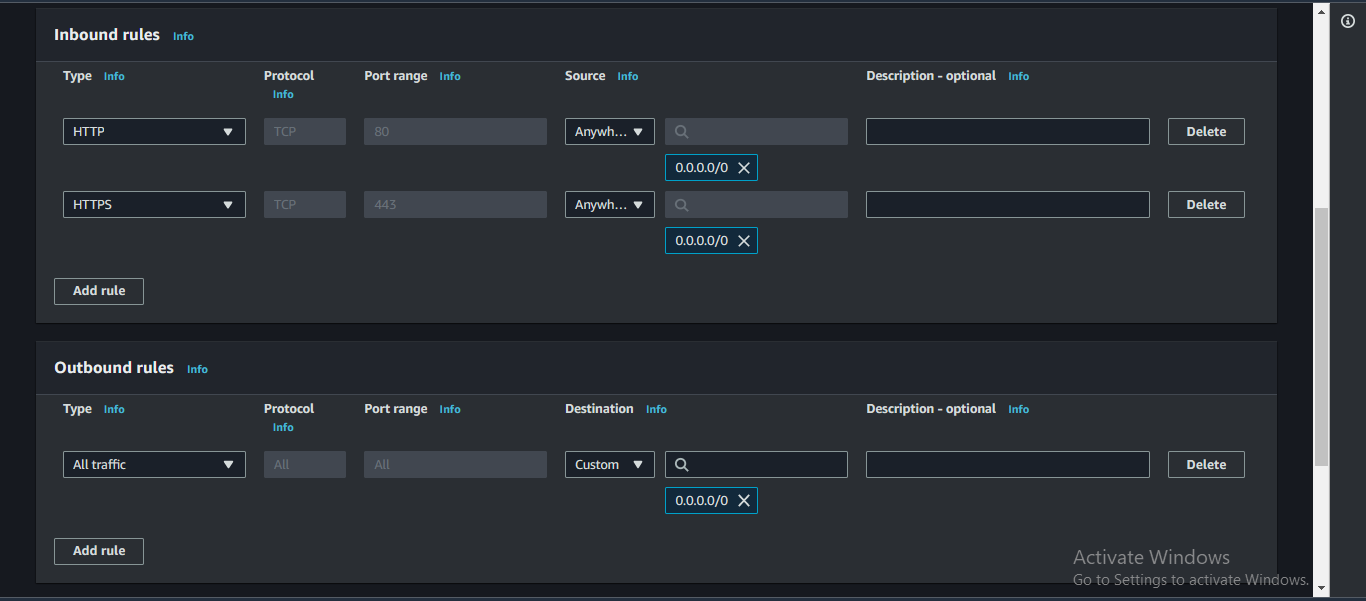 Inbound rules Info
Type Info Protocol Info Port range Info Source Info Description - optional Info
HTTP TCP 80 Anywh... Delete
0.0.0.0/0
HTTPS TCP 443 Anywh... Delete
0.0.0.0/0
Add rule
Outbound rules Info
Type Info Protocol Info Port range Info Destination Info Description - optional Info
All traffic All All Custom Delete
0.0.0.0/0
Add rule
Activate Windows
Go to Settings to activate Windows.